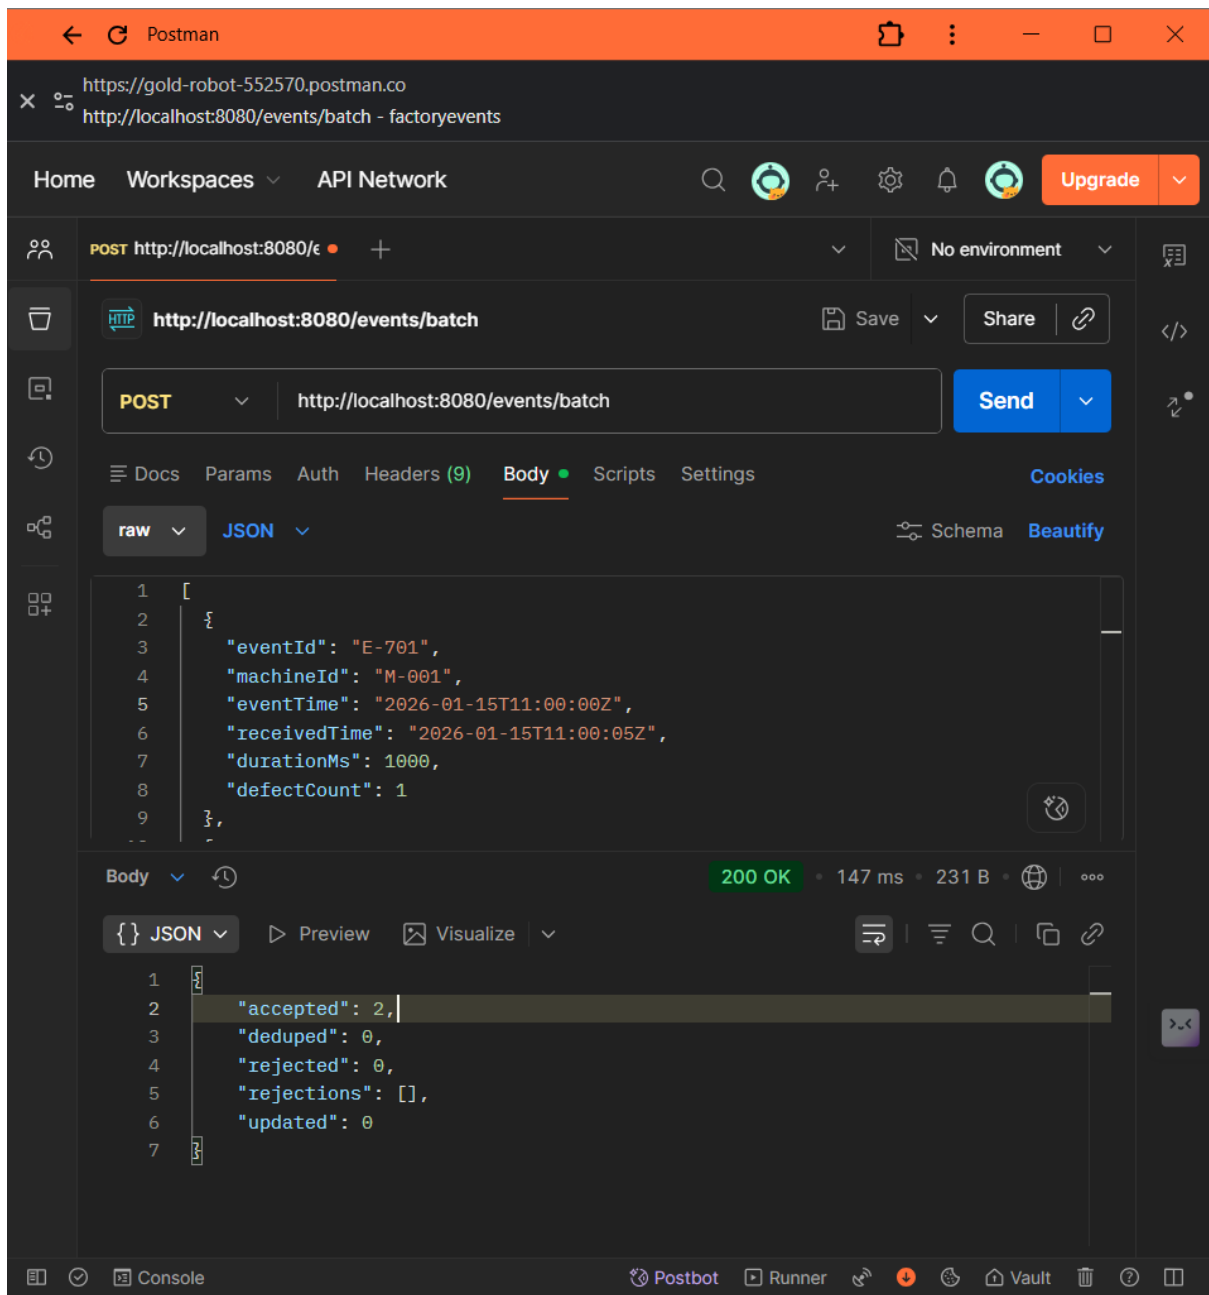 Postman
https://gold-robot-552570.postman.co
http://localhost:8080/events/batch - factoryevents
Home Workspaces API Network Upgrade
POST http://localhost:8080/e No environment
HTTP http://localhost:8080/events/batch Save Share
POST http://localhost:8080/events/batch Send
Docs Params Auth Headers (9) Body Scripts Settings Cookies
raw JSON Schema Beautify
1 [
2 {
3 "eventId": "E-701",
4 "machineId": "M-001",
5 "eventTime": "2026-01-15T11:00:00Z",
6 "receivedTime": "2026-01-15T11:00:05Z",
7 "durationMs": 1000,
8 "defectCount": 1
9 },
Body 200 OK • 147 ms • 231 B
{} JSON Preview Visualize
1 {
2 "accepted": 2,
3 "deduped": 0,
4 "rejected": 0,
5 "rejections": [],
6 "updated": 0
7 }
Console Postbot Runner Vault